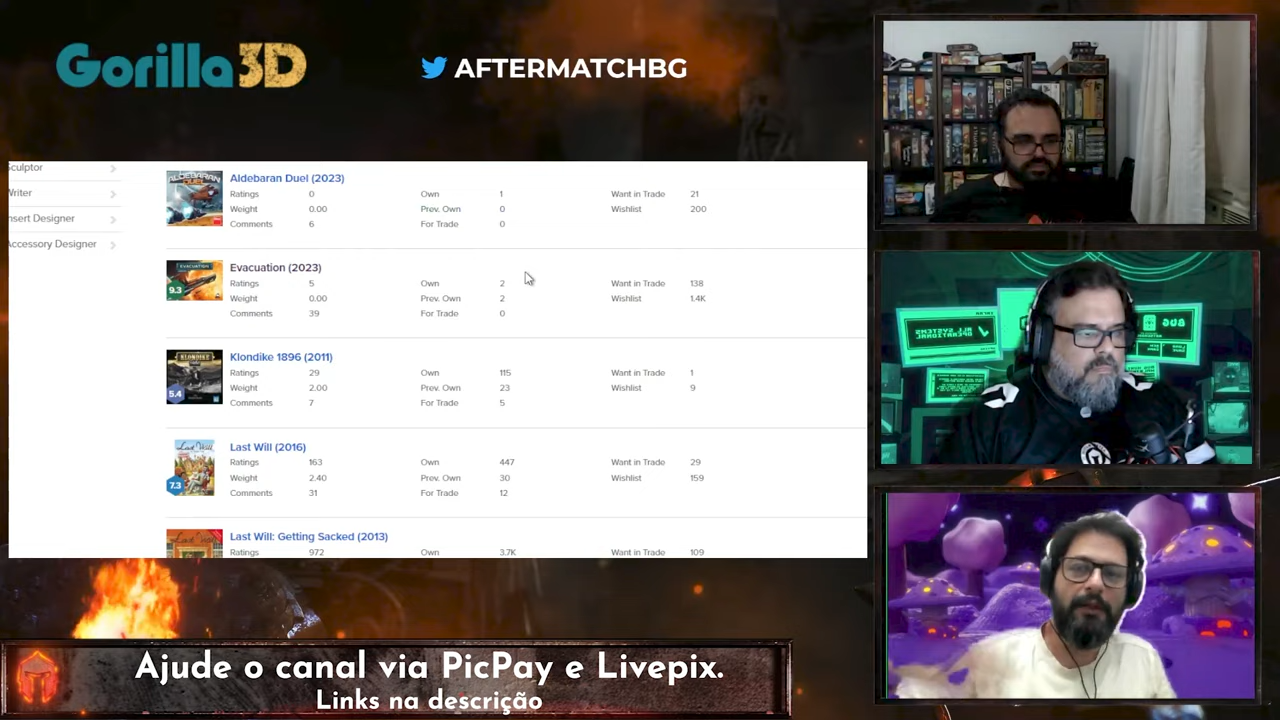 Gorilla3D
AFTERMATCHBG
Sculptor
Writer
Insert Designer
Accessory Designer
Aldebaran Duel (2023)
Ratings 0 Own 1 Want in Trade 21
Weight 0.00 Prev. Own 0 Wishlist 200
Comments 6 For Trade 0
9.3
Evacuation (2023)
Ratings 5 Own 2 Want in Trade 138
Weight 0.00 Prev. Own 2 Wishlist 1.4K
Comments 39 For Trade 0
KLONDIKE
5.4
Klondike 1896 (2011)
Ratings 29 Own 115 Want in Trade 1
Weight 2.00 Prev. Own 23 Wishlist 9
Comments 7 For Trade 5
Last Will
7.3
Last Will (2016)
Ratings 163 Own 447 Want in Trade 29
Weight 2.40 Prev. Own 30 Wishlist 159
Comments 31 For Trade 12
Last Will: Getting Sacked (2013)
Ratings 972 Own 3.7K Want in Trade 109
Ajude o canal via PicPay e Livepix.
Links na descrição